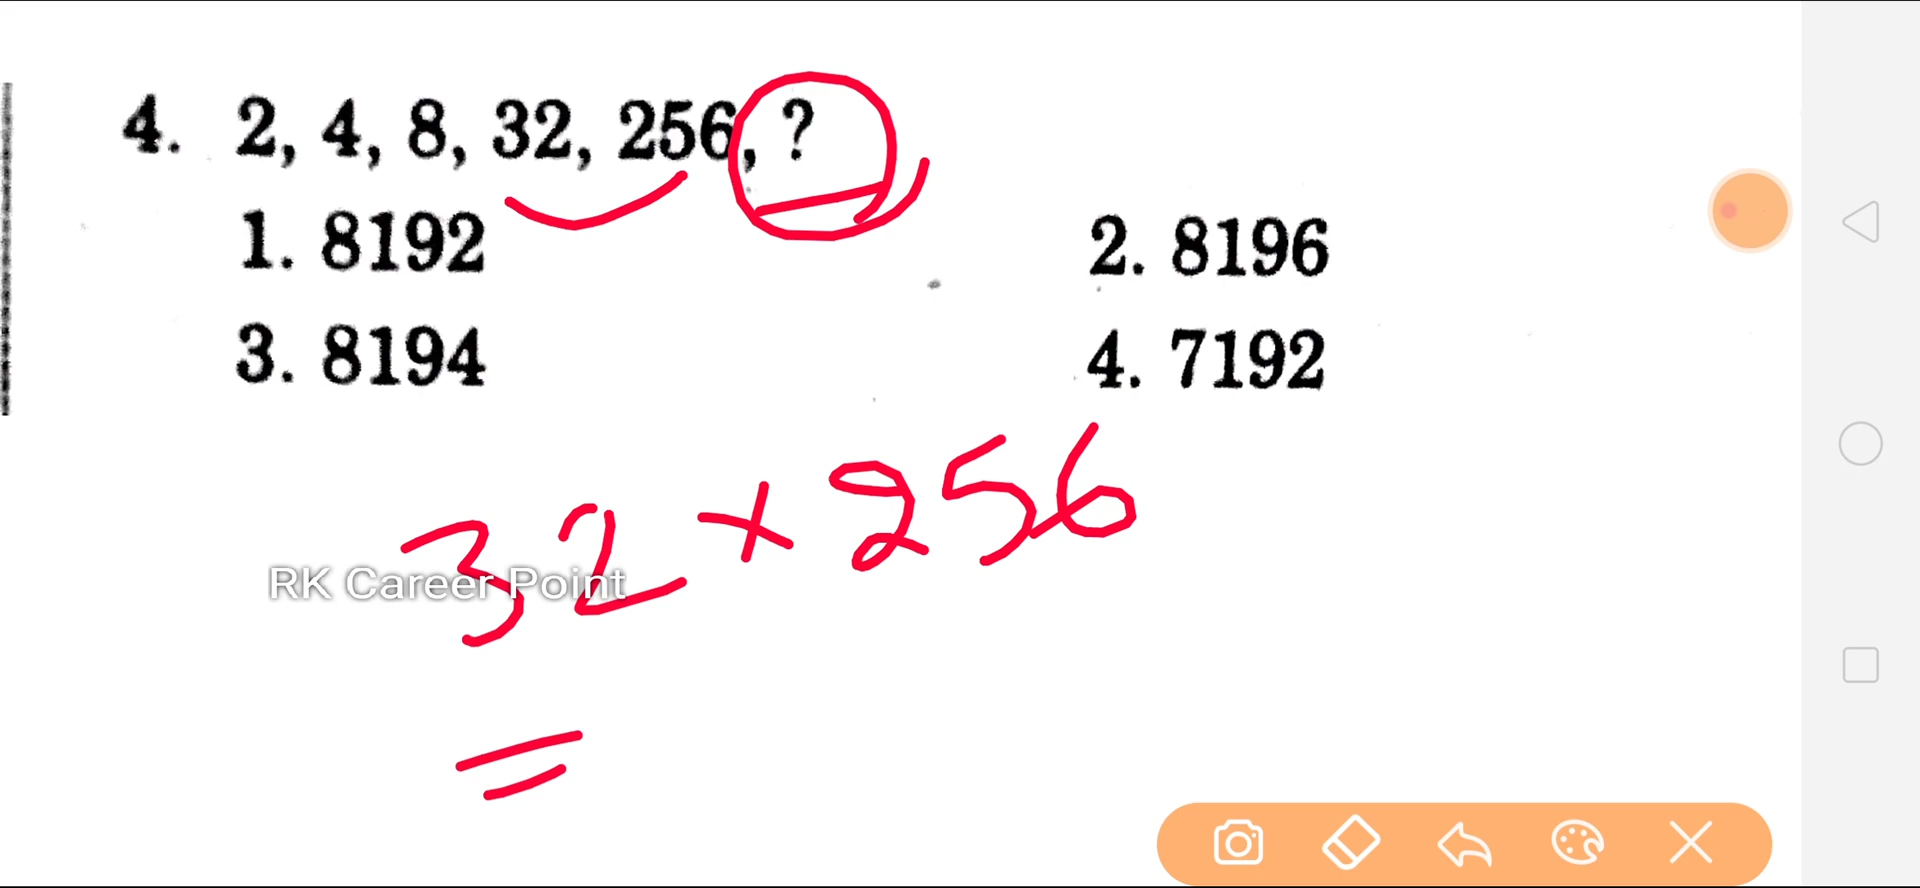 4. 2, 4, 8, 32, 256, ?
1. 8192 2. 8196
3. 8194 4. 7192
32 × 256
RK Career Point
=